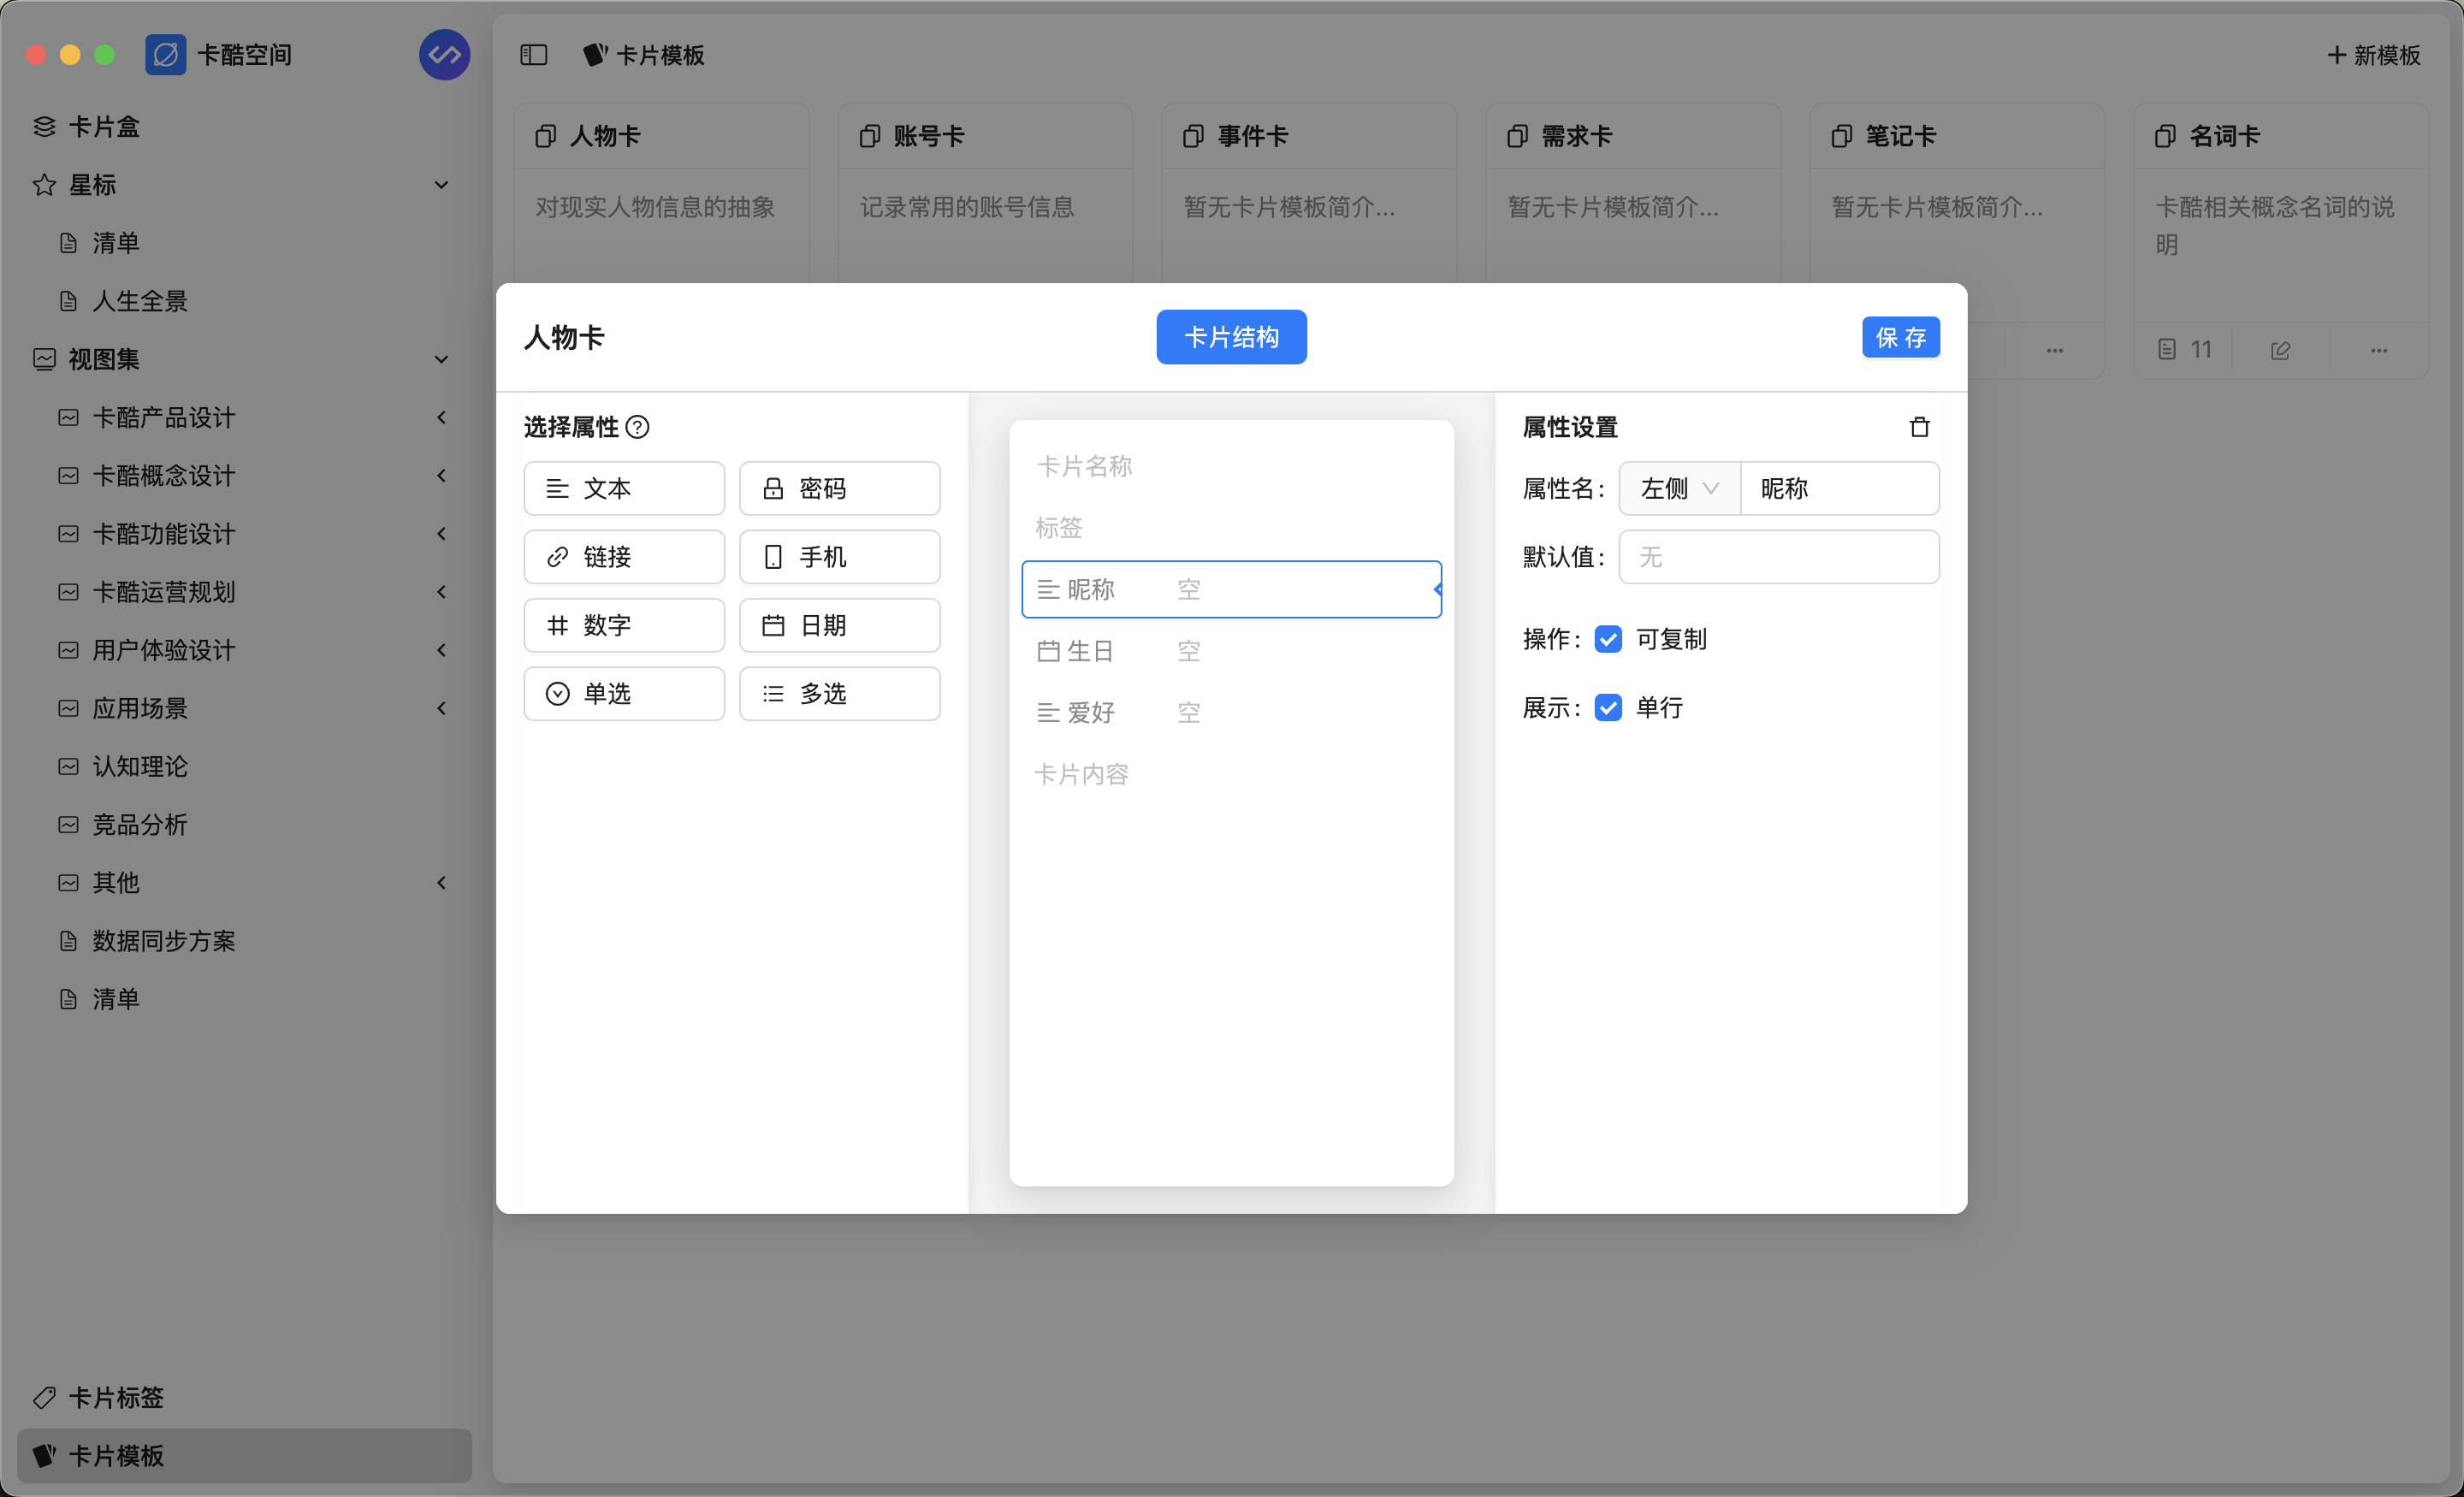 卡酷空间
卡片盒
星标
清单
人生全景
视图集
卡酷产品设计
卡酷概念设计
卡酷功能设计
卡酷运营规划
用户体验设计
应用场景
认知理论
竞品分析
其他
数据同步方案
清单
卡片标签
卡片模板
卡片模板
新模板
人物卡
对现实人物信息的抽象
账号卡
记录常用的账号信息
事件卡
暂无卡片模板简介...
需求卡
暂无卡片模板简介...
笔记卡
暂无卡片模板简介...
名词卡
卡酷相关概念名词的说
明
11
人物卡
卡片结构
保 存
选择属性
文本
密码
链接
手机
数字
日期
单选
多选
卡片名称
标签
昵称 空
生日 空
爱好 空
卡片内容
属性设置
属性名: 左侧 昵称
默认值: 无
操作: 可复制
展示: 单行